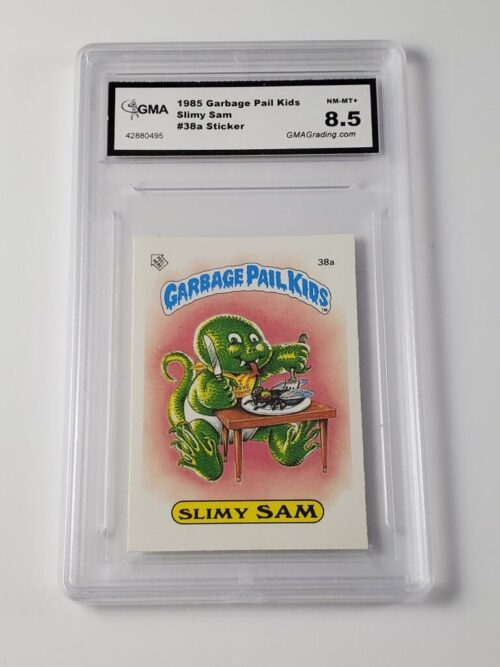 GMA
42880495
1985 Garbage Pail Kids
Slimy Sam
#38a Sticker
NM-MT+
8.5
GMAGrading.com
38a
GARBAGE PAIL KIDS
TM
SLIMY SAM